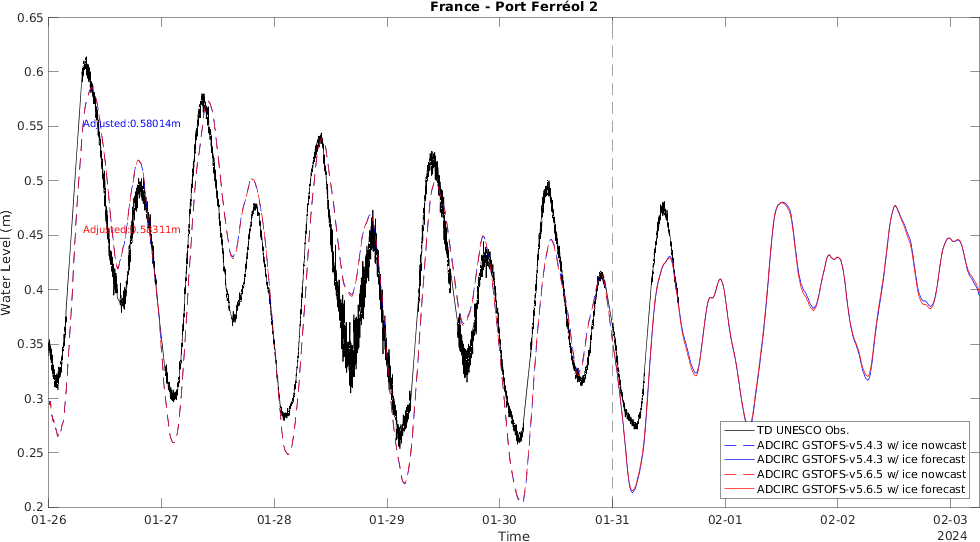 France - Port Ferréol 2
0.65
0.6
0.55
0.5
0.45
0.4
0.35
0.3
0.25
0.2
Water Level (m)
Adjusted:0.58014m
Adjusted:0.58311m
TD UNESCO Obs.
ADCIRC GSTOFS-v5.4.3 w/ ice nowcast
ADCIRC GSTOFS-v5.4.3 w/ ice forecast
ADCIRC GSTOFS-v5.6.5 w/ ice nowcast
ADCIRC GSTOFS-v5.6.5 w/ ice forecast
01-26 01-27 01-28 01-29 01-30 01-31 02-01 02-02 02-03
Time
2024